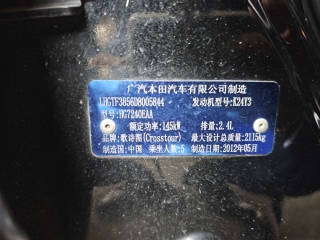 广汽本田汽车有限公司制造
LHGTF3856D8005844 发动机型号:K24Y3
型号:HG7240EAA
额定功率:145kW 排量:2.4L
品牌:歌诗图(Crosstour) 最大设计总质量:2115kg
制造国:中国 乘坐人数:5 制造日期:2012年05月